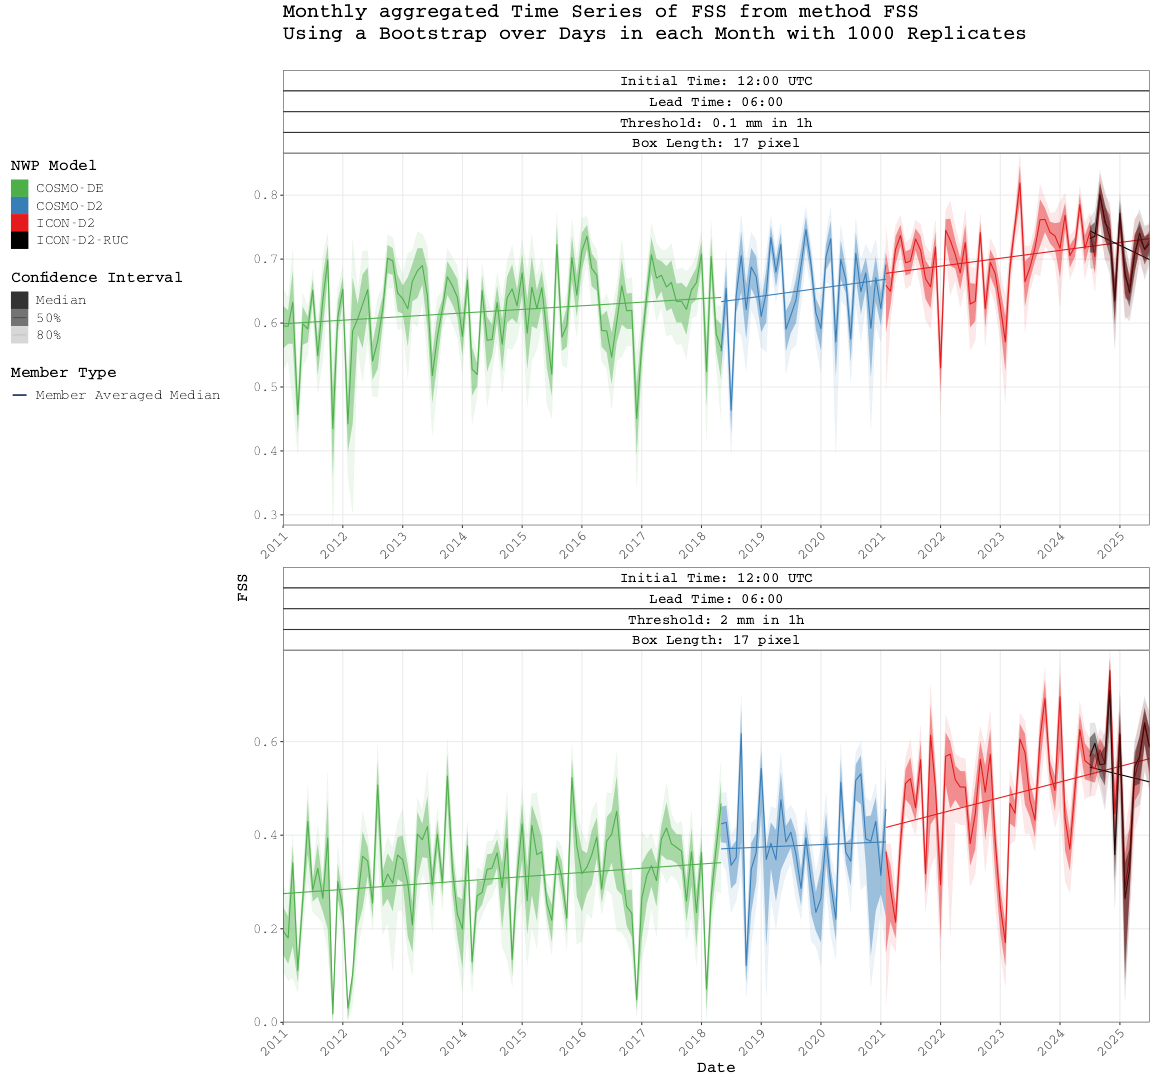 Monthly aggregated Time Series of FSS from method FSS
Using a Bootstrap over Days in each Month with 1000 Replicates
NWP Model
COSMO-DE
COSMO-D2
ICON-D2
ICON-D2-RUC
Confidence Interval
Median
50%
80%
Member Type
Member Averaged Median
FSS
Initial Time: 12:00 UTC
Lead Time: 06:00
Threshold: 0.1 mm in 1h
Box Length: 17 pixel
0.8
0.7
0.6
0.5
0.4
0.3
2011 2012 2013 2014 2015 2016 2017 2018 2019 2020 2021 2022 2023 2024 2025
Initial Time: 12:00 UTC
Lead Time: 06:00
Threshold: 2 mm in 1h
Box Length: 17 pixel
0.6
0.4
0.2
0.0
2011 2012 2013 2014 2015 2016 2017 2018 2019 2020 2021 2022 2023 2024 2025
Date